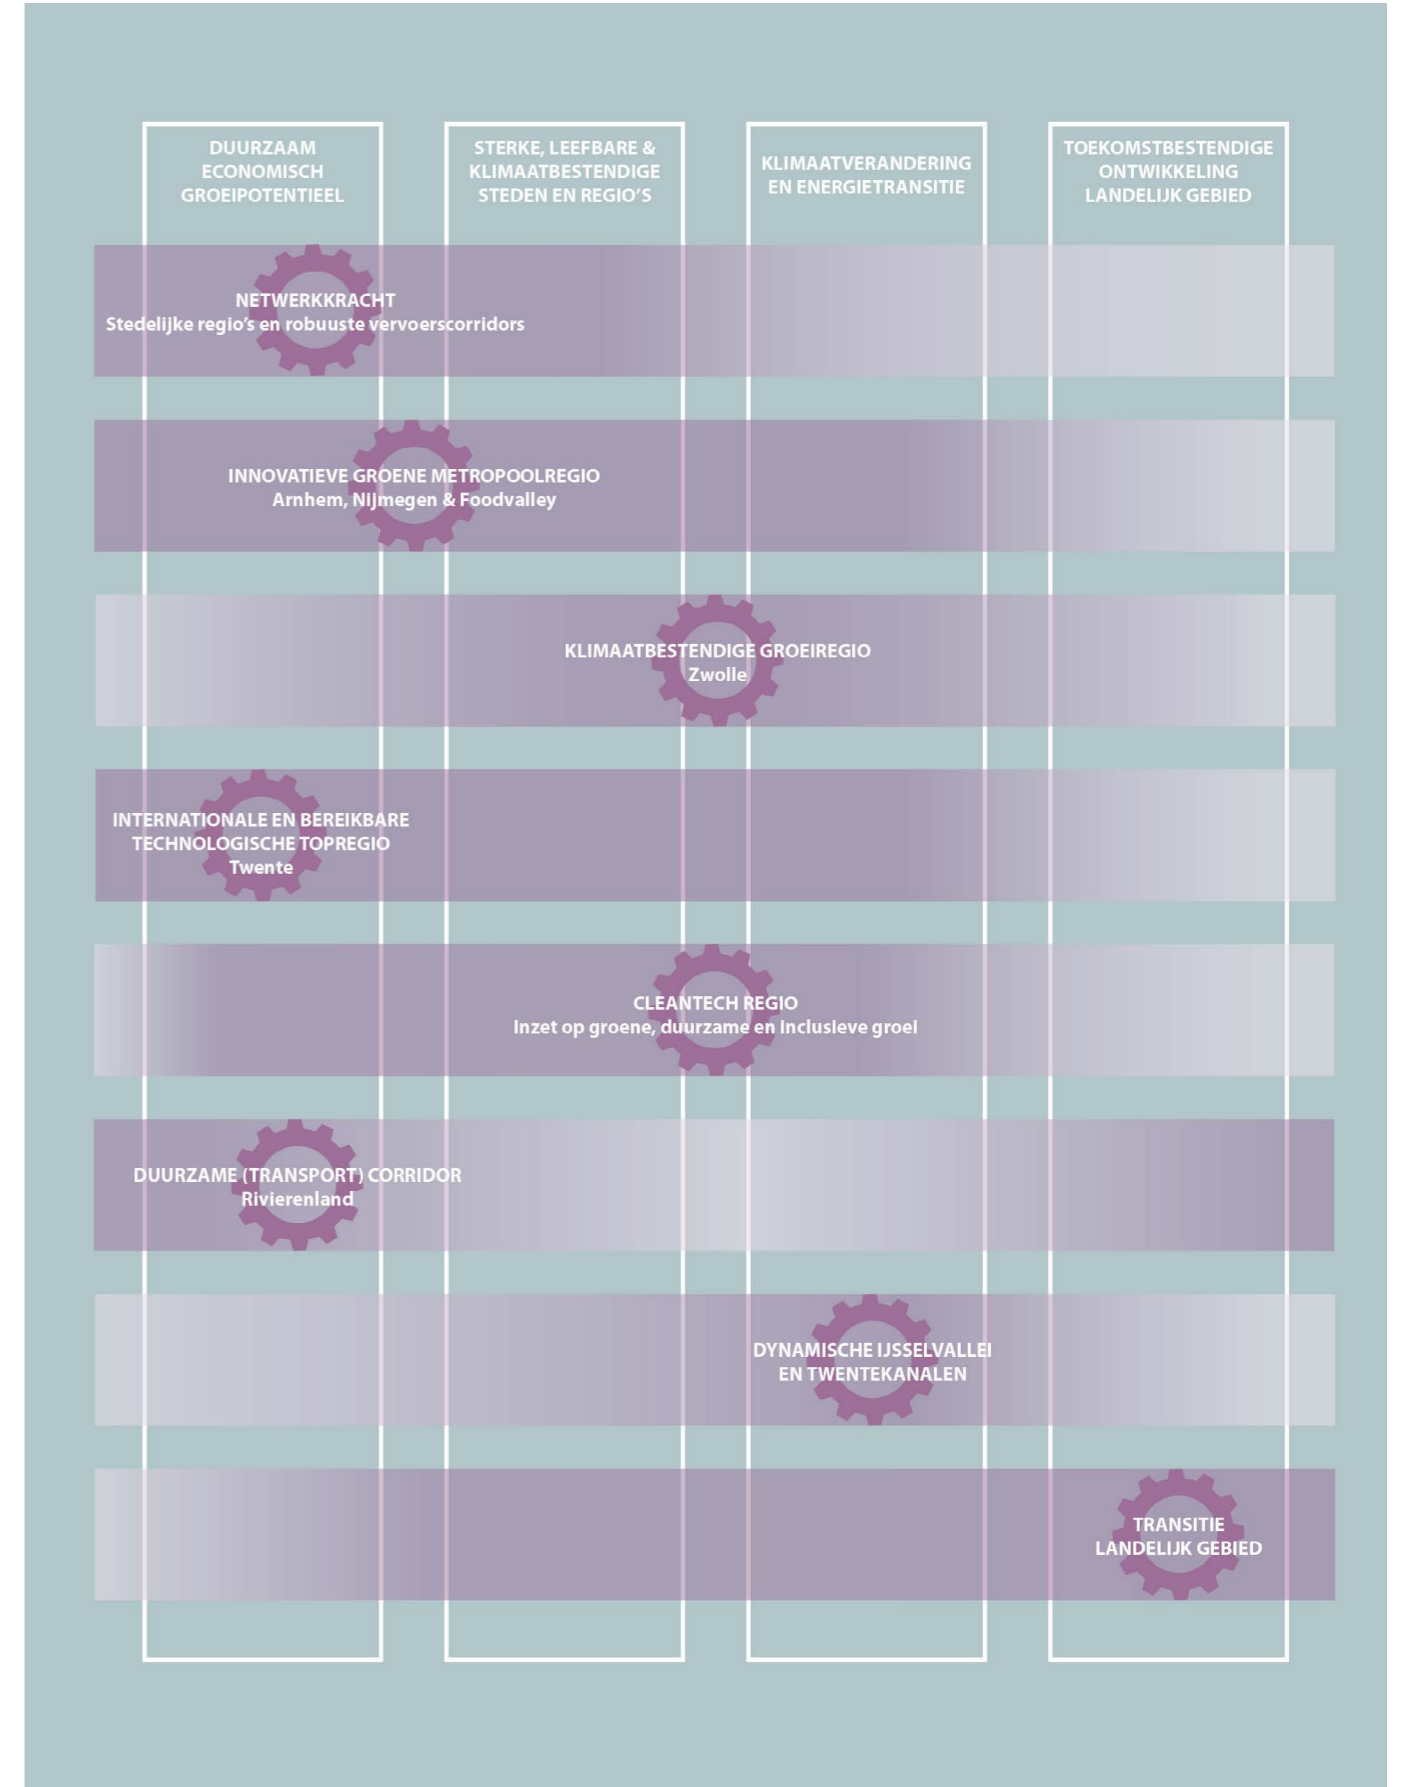 DUURZAAM
ECONOMISCH
GROEIPOTENTIEEL
STERKE, LEEFBARE &
KLIMAATBESTENDIGE
STEDEN EN REGIO'S
KLIMAATVERANDERING
EN ENERGIETRANSITIE
TOEKOMSTBESTENDIGE
ONTWIKKELING
LANDELIJK GEBIED
NETWERKKRACHT
Stedelijke regio's en robuuste vervoerscorridors
INNOVATIEVE GROENE METROPOOLREGIO
Arnhem, Nijmegen & Foodvalley
KLIMAATBESTENDIGE GROEIREGIO
Zwolle
INTERNATIONALE EN BEREIKBARE
TECHNOLOGISCHE TOPREGIO
Twente
CLEANTECH REGIO
Inzet op groene, duurzame en inclusieve groei
DUURZAME (TRANSPORT) CORRIDOR
Rivierenland
DYNAMISCHE IJSSELVALLEI
EN TWENTEKANALEN
TRANSITIE
LANDELIJK GEBIED